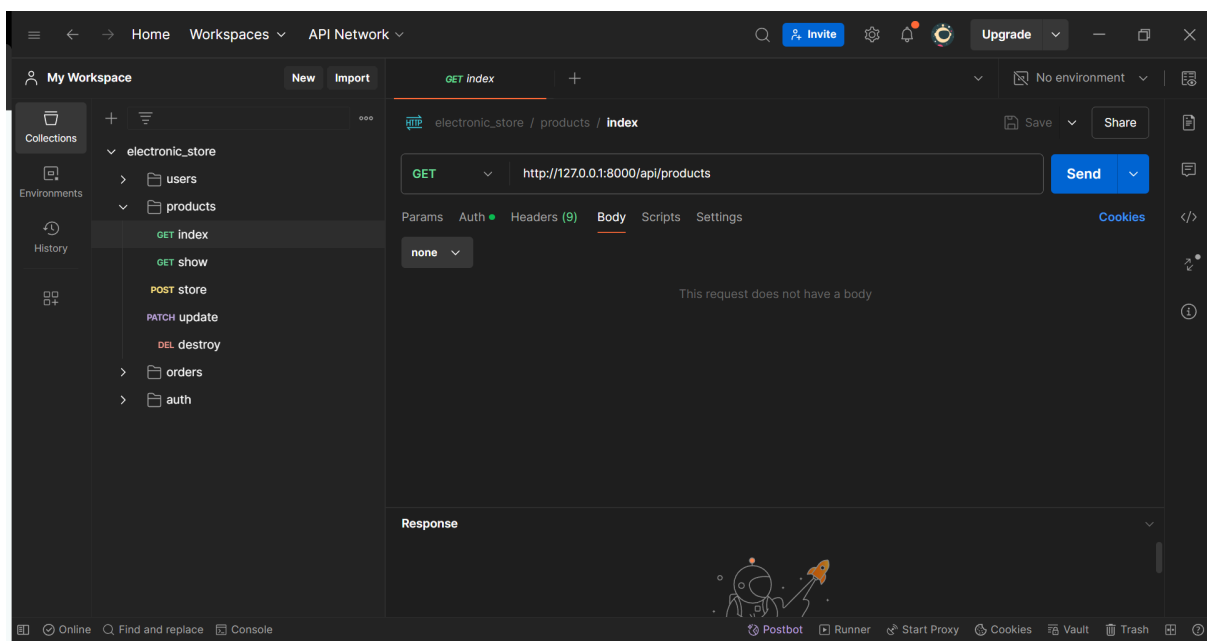 Home Workspaces API Network Invite Upgrade
My Workspace New Import GET index No environment
Collections
Environments
History
electronic_store
users
products
GET index
GET show
POST store
PATCH update
DEL destroy
orders
auth
HTTP electronic_store / products / index Save Share
GET http://127.0.0.1:8000/api/products Send
Params Auth Headers (9) Body Scripts Settings Cookies
none
This request does not have a body
Response
Online Find and replace Console Postbot Runner Start Proxy Cookies Vault Trash